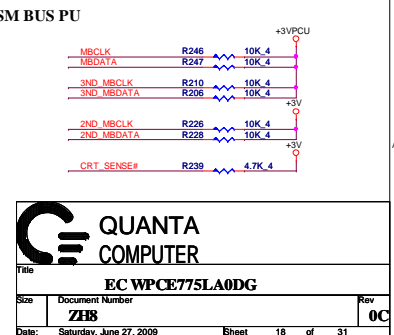 SM BUS PU
+3VPCU
MBCLK R246 10K_4
MBDATA R247 10K_4
3ND_MBCLK R210 10K_4
3ND_MBDATA R206 10K_4
+3V
2ND_MBCLK R226 10K_4
2ND_MBDATA R228 10K_4
+3V
CRT_SENSE# R239 4.7K_4
QUANTA
COMPUTER
Title
EC WPCE775LA0DG
Size Document Number Rev
ZH8 0C
Date: Saturday, June 27, 2009 Sheet 18 of 31